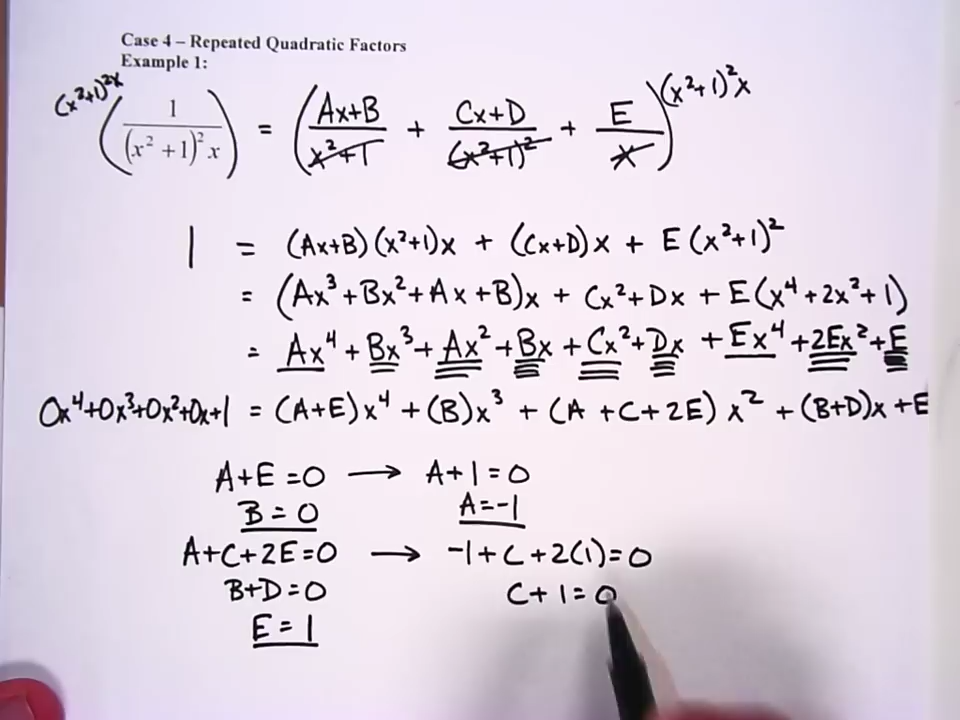 Case 4 – Repeated Quadratic Factors
Example 1:
(x²+1)²x ( 1 / (x² + 1)² x ) = ( Ax+B / x²+1 + Cx+D / (x²+1)² + E / x ) (x²+1)²x
1 = (Ax+B)(x²+1)x + (Cx+D)x + E(x²+1)²
= (Ax³+Bx²+Ax+B)x + Cx²+Dx + E(x⁴+2x²+1)
= Ax⁴ + Bx³ + Ax² + Bx + Cx² + Dx + Ex⁴ + 2Ex² + E
0x⁴+0x³+0x²+0x+1 = (A+E)x⁴ + (B)x³ + (A+C+2E)x² + (B+D)x + E
A+E=0 → A+1=0
B=0 A=-1
A+C+2E=0 → -1+C+2(1)=0
B+D=0 C+1=0
E=1